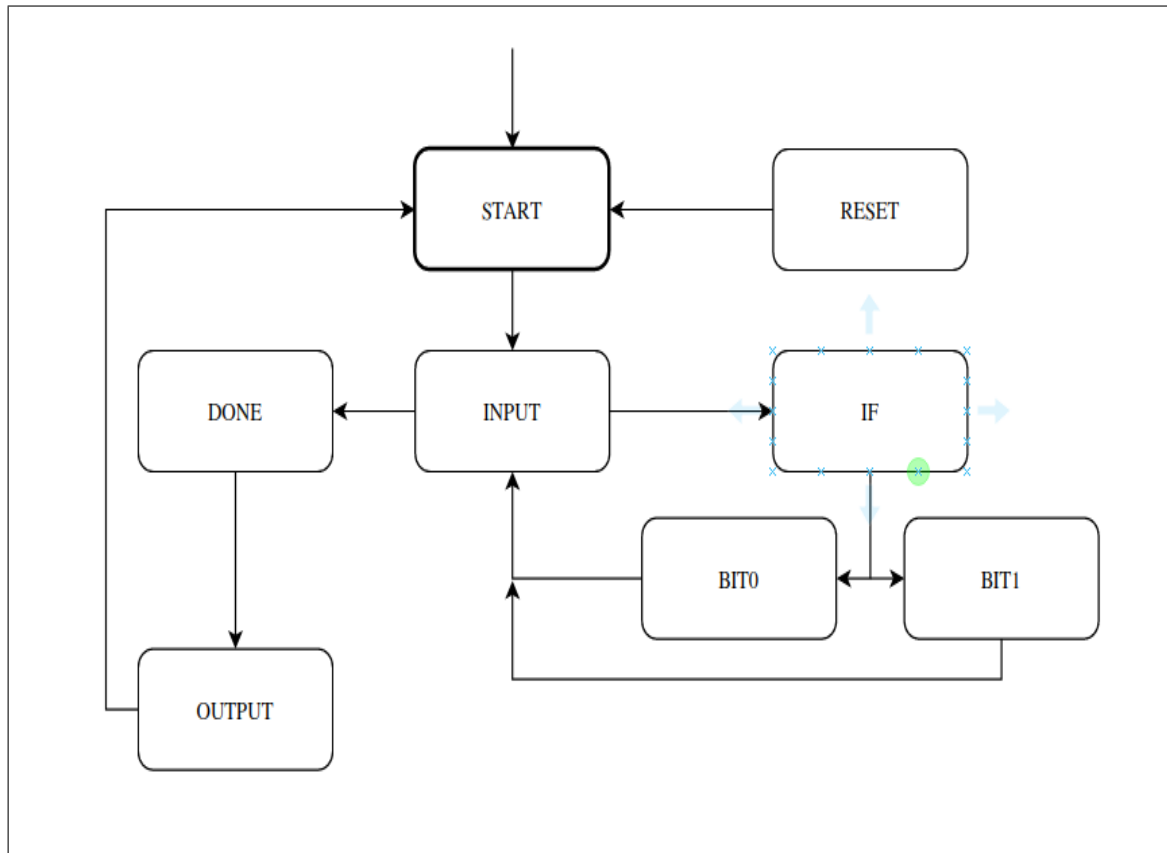 START
RESET
DONE
INPUT
IF
BIT0
BIT1
OUTPUT